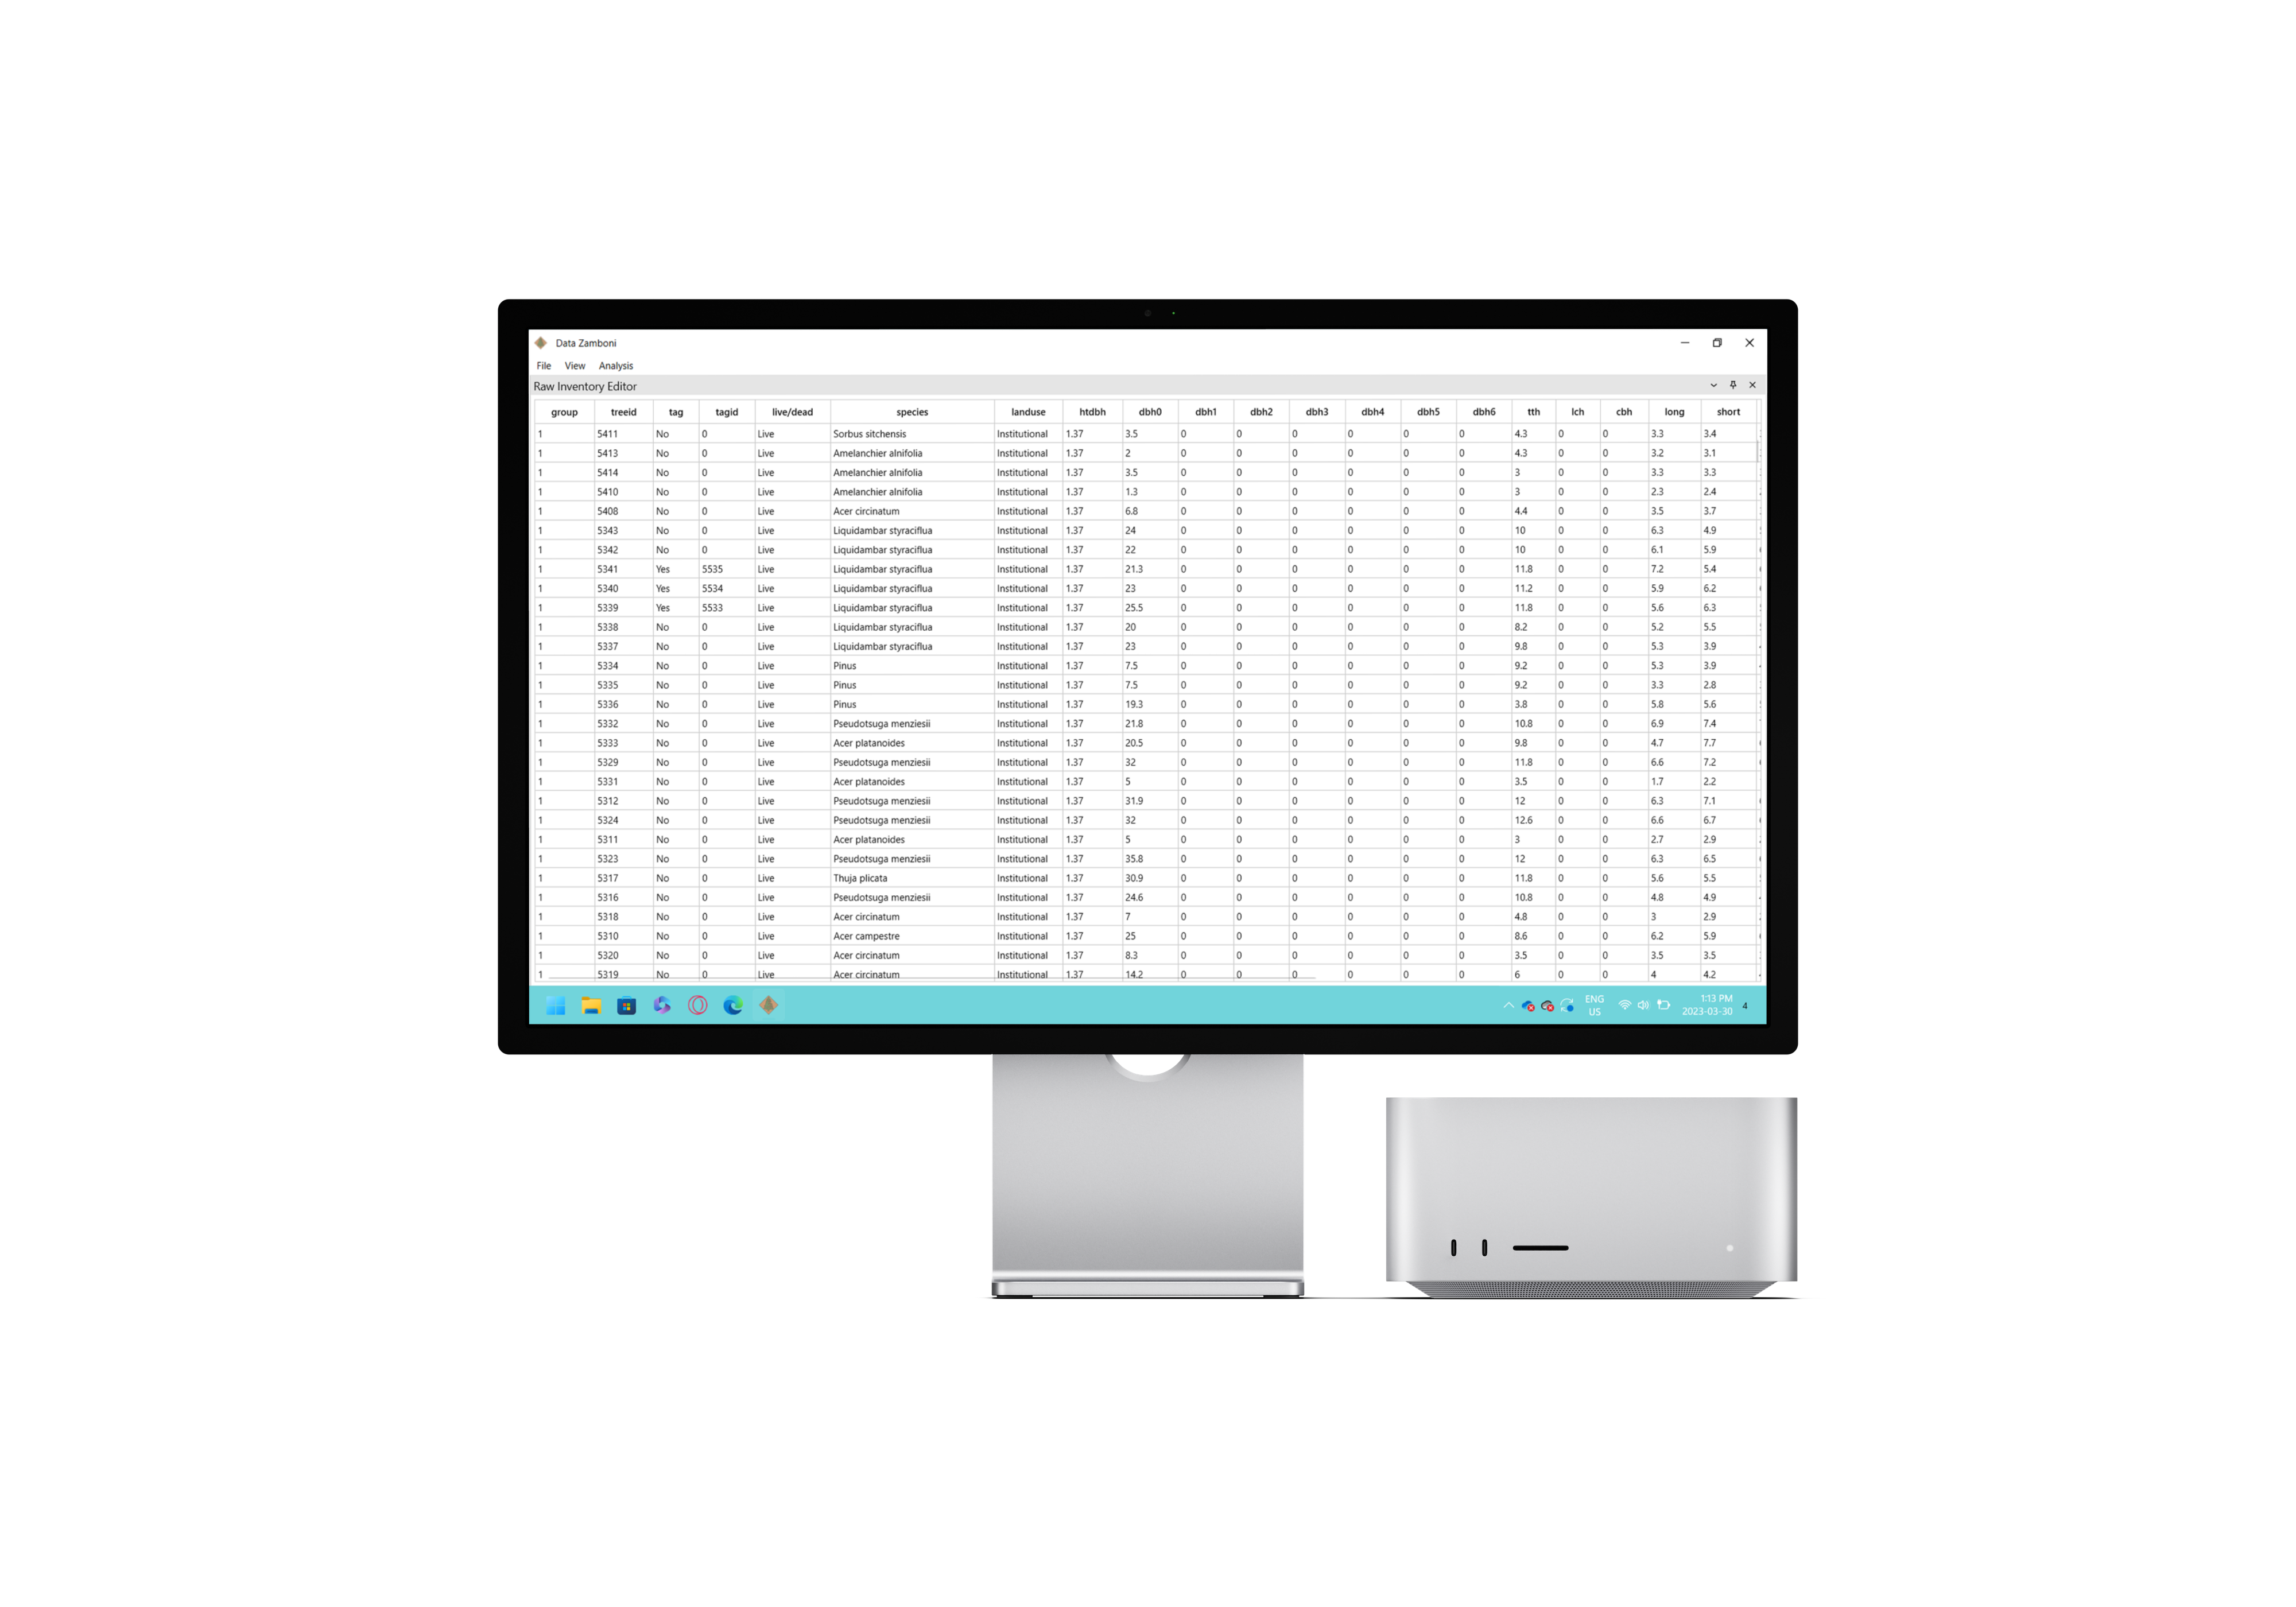 Data Zamboni
File View Analysis
Raw Inventory Editor
group treeid tag tagid live/dead species landuse htdbh dbh0 dbh1 dbh2 dbh3 dbh4 dbh5 dbh6 tth lch cbh long short
1 5411 No 0 Live Sorbus sitchensis Institutional 1.37 3.5 0 0 0 0 0 0 4.3 0 0 3.3 3.4
1 5413 No 0 Live Amelanchier alnifolia Institutional 1.37 2 0 0 0 0 0 0 4.3 0 0 3.2 3.1
1 5414 No 0 Live Amelanchier alnifolia Institutional 1.37 3.5 0 0 0 0 0 0 3 0 0 3.3 3.3
1 5410 No 0 Live Amelanchier alnifolia Institutional 1.37 1.3 0 0 0 0 0 0 3 0 0 2.3 2.4
1 5408 No 0 Live Acer circinatum Institutional 1.37 6.8 0 0 0 0 0 0 4.4 0 0 3.5 3.7
1 5343 No 0 Live Liquidambar styraciflua Institutional 1.37 24 0 0 0 0 0 0 10 0 0 6.3 4.9
1 5342 No 0 Live Liquidambar styraciflua Institutional 1.37 22 0 0 0 0 0 0 10 0 0 6.1 5.9
1 5341 Yes 5535 Live Liquidambar styraciflua Institutional 1.37 21.3 0 0 0 0 0 0 11.8 0 0 7.2 5.4
1 5340 Yes 5534 Live Liquidambar styraciflua Institutional 1.37 23 0 0 0 0 0 0 11.2 0 0 5.9 6.2
1 5339 Yes 5533 Live Liquidambar styraciflua Institutional 1.37 25.5 0 0 0 0 0 0 11.8 0 0 5.6 6.3
1 5338 No 0 Live Liquidambar styraciflua Institutional 1.37 20 0 0 0 0 0 0 8.2 0 0 5.2 5.5
1 5337 No 0 Live Liquidambar styraciflua Institutional 1.37 23 0 0 0 0 0 0 9.8 0 0 5.3 3.9
1 5334 No 0 Live Pinus Institutional 1.37 7.5 0 0 0 0 0 0 9.2 0 0 5.3 3.9
1 5335 No 0 Live Pinus Institutional 1.37 7.5 0 0 0 0 0 0 9.2 0 0 3.3 2.8
1 5336 No 0 Live Pinus Institutional 1.37 19.3 0 0 0 0 0 0 3.8 0 0 5.8 5.6
1 5332 No 0 Live Pseudotsuga menziesii Institutional 1.37 21.8 0 0 0 0 0 0 10.8 0 0 6.9 7.4
1 5333 No 0 Live Acer platanoides Institutional 1.37 20.5 0 0 0 0 0 0 9.8 0 0 4.7 7.7
1 5329 No 0 Live Pseudotsuga menziesii Institutional 1.37 32 0 0 0 0 0 0 11.8 0 0 6.6 7.2
1 5331 No 0 Live Acer platanoides Institutional 1.37 5 0 0 0 0 0 0 3.5 0 0 1.7 2.2
1 5312 No 0 Live Pseudotsuga menziesii Institutional 1.37 31.9 0 0 0 0 0 0 12 0 0 6.3 7.1
1 5324 No 0 Live Pseudotsuga menziesii Institutional 1.37 32 0 0 0 0 0 0 12.6 0 0 6.6 6.7
1 5311 No 0 Live Acer platanoides Institutional 1.37 5 0 0 0 0 0 0 3 0 0 2.7 2.9
1 5323 No 0 Live Pseudotsuga menziesii Institutional 1.37 35.8 0 0 0 0 0 0 12 0 0 6.3 6.5
1 5317 No 0 Live Thuja plicata Institutional 1.37 30.9 0 0 0 0 0 0 11.8 0 0 5.6 5.5
1 5316 No 0 Live Pseudotsuga menziesii Institutional 1.37 24.6 0 0 0 0 0 0 10.8 0 0 4.8 4.9
1 5318 No 0 Live Acer circinatum Institutional 1.37 7 0 0 0 0 0 0 4.8 0 0 3 2.9
1 5310 No 0 Live Acer campestre Institutional 1.37 25 0 0 0 0 0 0 8.6 0 0 6.2 5.9
1 5320 No 0 Live Acer circinatum Institutional 1.37 8.3 0 0 0 0 0 0 3.5 0 0 3.5 3.5
1 5319 No 0 Live Acer circinatum Institutional 1.37 14.2 0 0 0 0 0 0 6 0 0 4 4.2
ENG 1:13 PM
US 2023-03-30 4